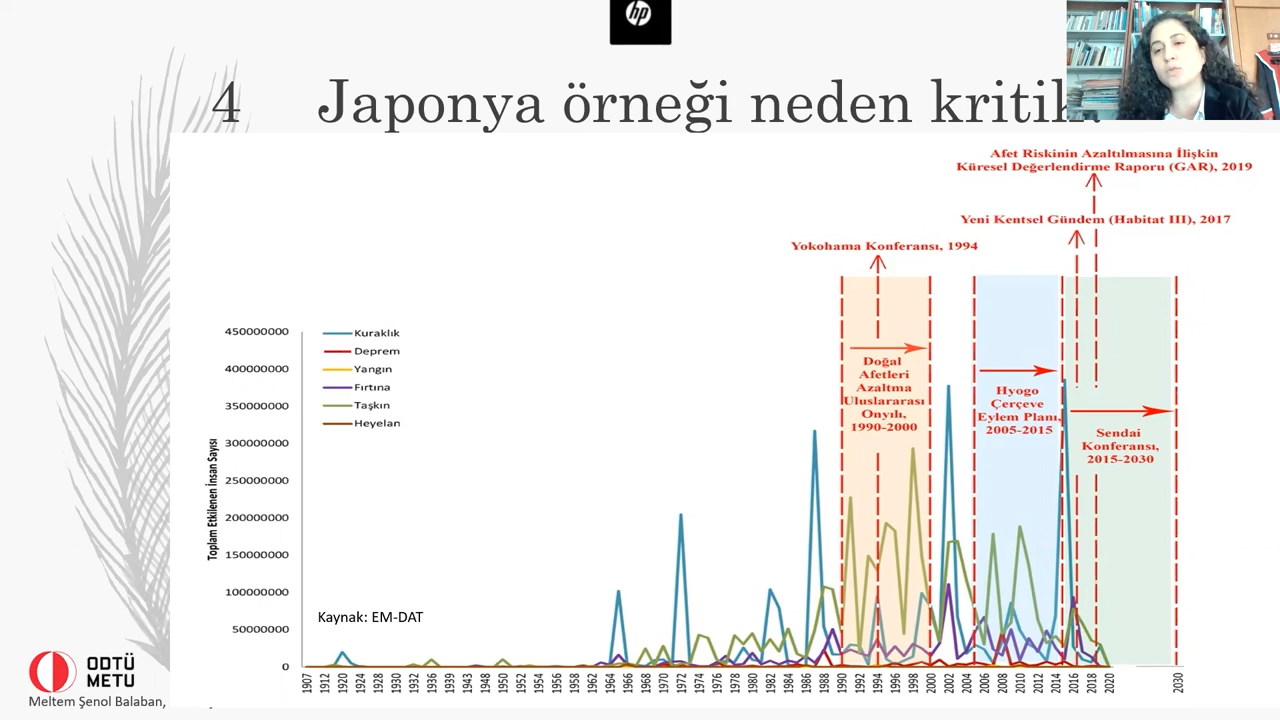 hp
4 Japonya örneği neden kritik
Afet Riskinin Azaltılmasına İlişkin
Küresel Değerlendirme Raporu (GAR), 2019
Yeni Kentsel Gündem (Habitat III), 2017
Yokohama Konferansı, 1994
Doğal
Afetleri
Azaltma
Uluslararası
Onyılı,
1990-2000
Hyogo
Çerçeve
Eylem Planı,
2005-2015
Sendai
Konferansı,
2015-2030
450000000
400000000
350000000
300000000
250000000
200000000
150000000
100000000
50000000
0
Toplam Etkilenen İnsan Sayısı
Kuraklık
Deprem
Yangın
Fırtına
Taşkın
Heyelan
Kaynak: EM-DAT
1907 1912 1920 1924 1928 1930 1932 1936 1939 1943 1948 1950 1952 1954 1956 1958 1960 1962 1964 1966 1968 1970 1972 1974 1976 1978 1980 1982 1984 1986 1988 1990 1992 1994 1996 1998 2000 2002 2004 2006 2008 2010 2012 2014 2016 2018 2020 2030
ODTÜ
METU
Meltem Şenol Balaban,